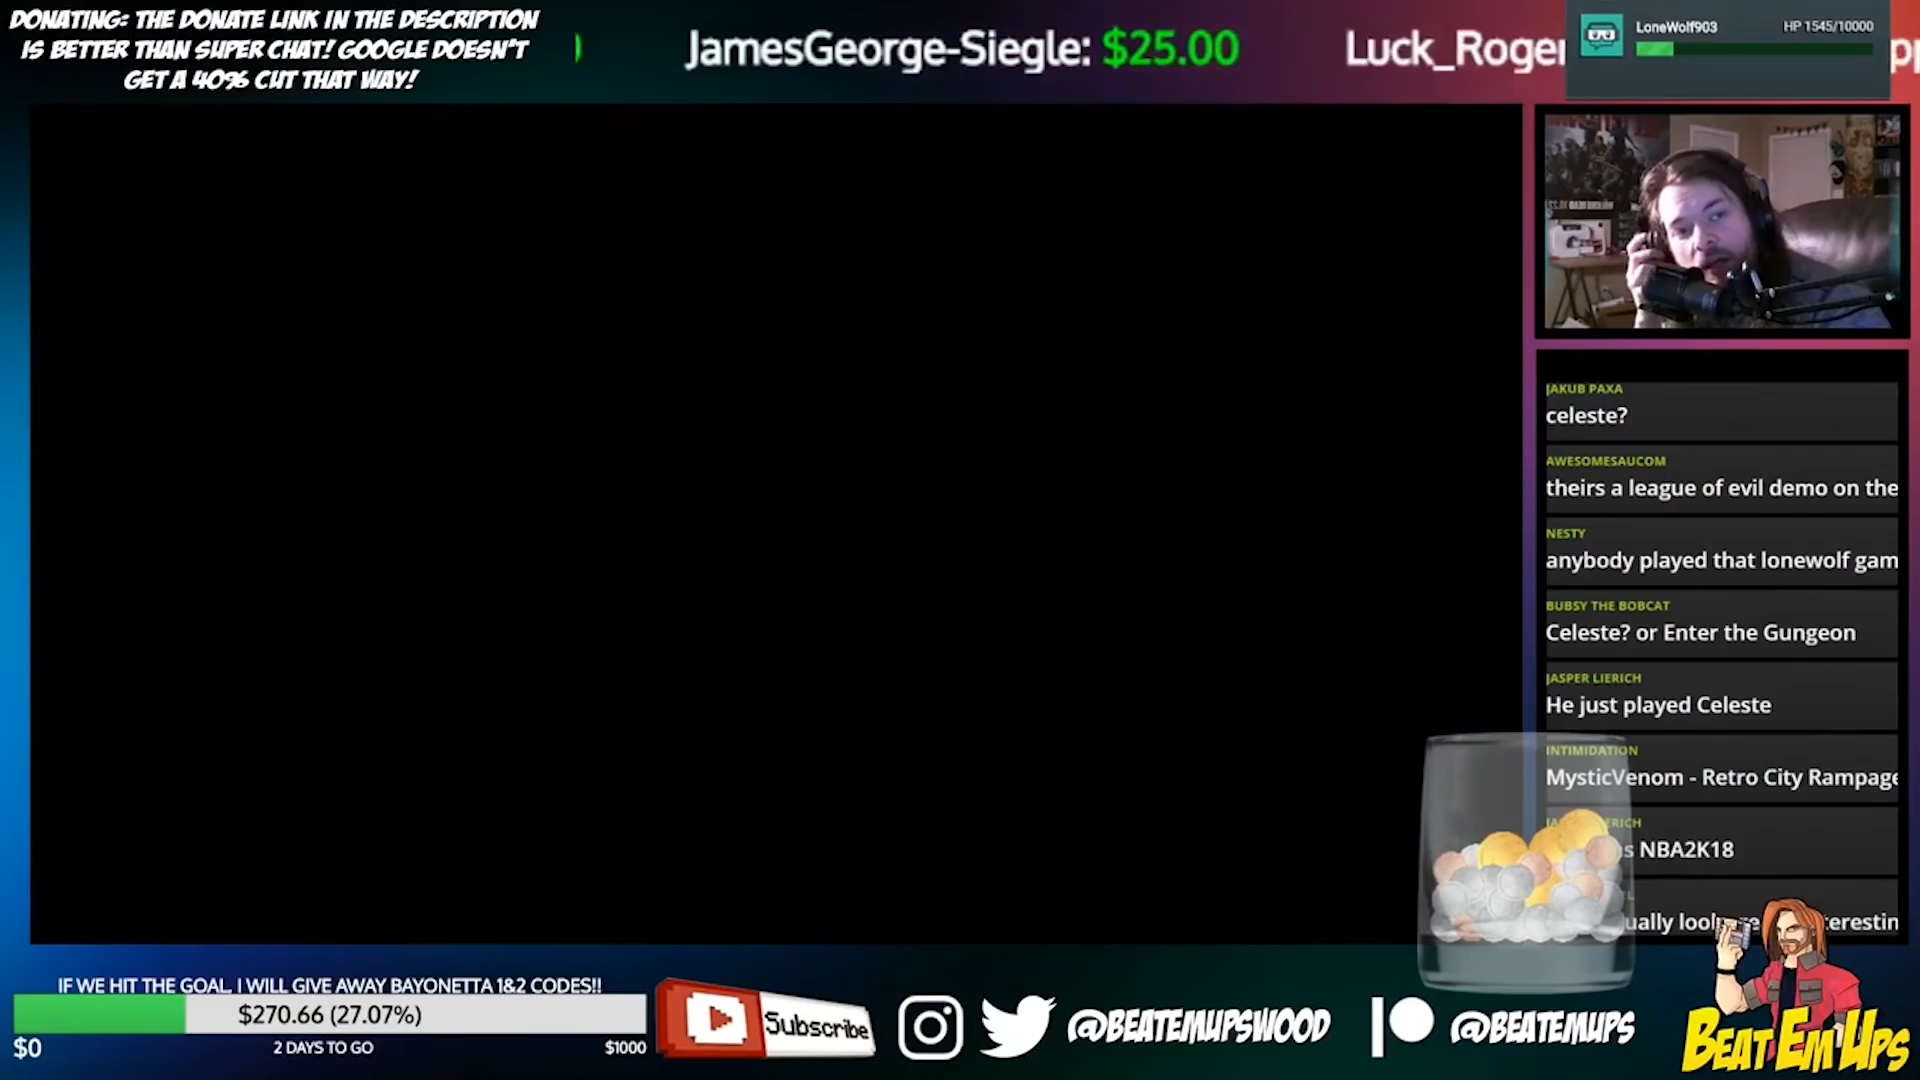 DONATING: THE DONATE LINK IN THE DESCRIPTION
IS BETTER THAN SUPER CHAT! GOOGLE DOESN'T
GET A 40% CUT THAT WAY!
JamesGeorge-Siegle: $25.00
Luck_Roger
LoneWolf903
HP 1545/10000
JAKUB PAXA
celeste?
AWESOMESAUCOM
theirs a league of evil demo on the
NESTY
anybody played that lonewolf gam
BUBSY THE BOBCAT
Celeste? or Enter the Gungeon
JASPER LIERICH
He just played Celeste
INTIMIDATION
MysticVenom - Retro City Rampage
NBA2K18
IF WE HIT THE GOAL, I WILL GIVE AWAY BAYONETTA 1&2 CODES!!
$270.66 (27.07%)
$0
2 DAYS TO GO
$1000
Subscribe
@BEATEMUPSWOOD
@BEATEMUPS
BEAT EM UPS